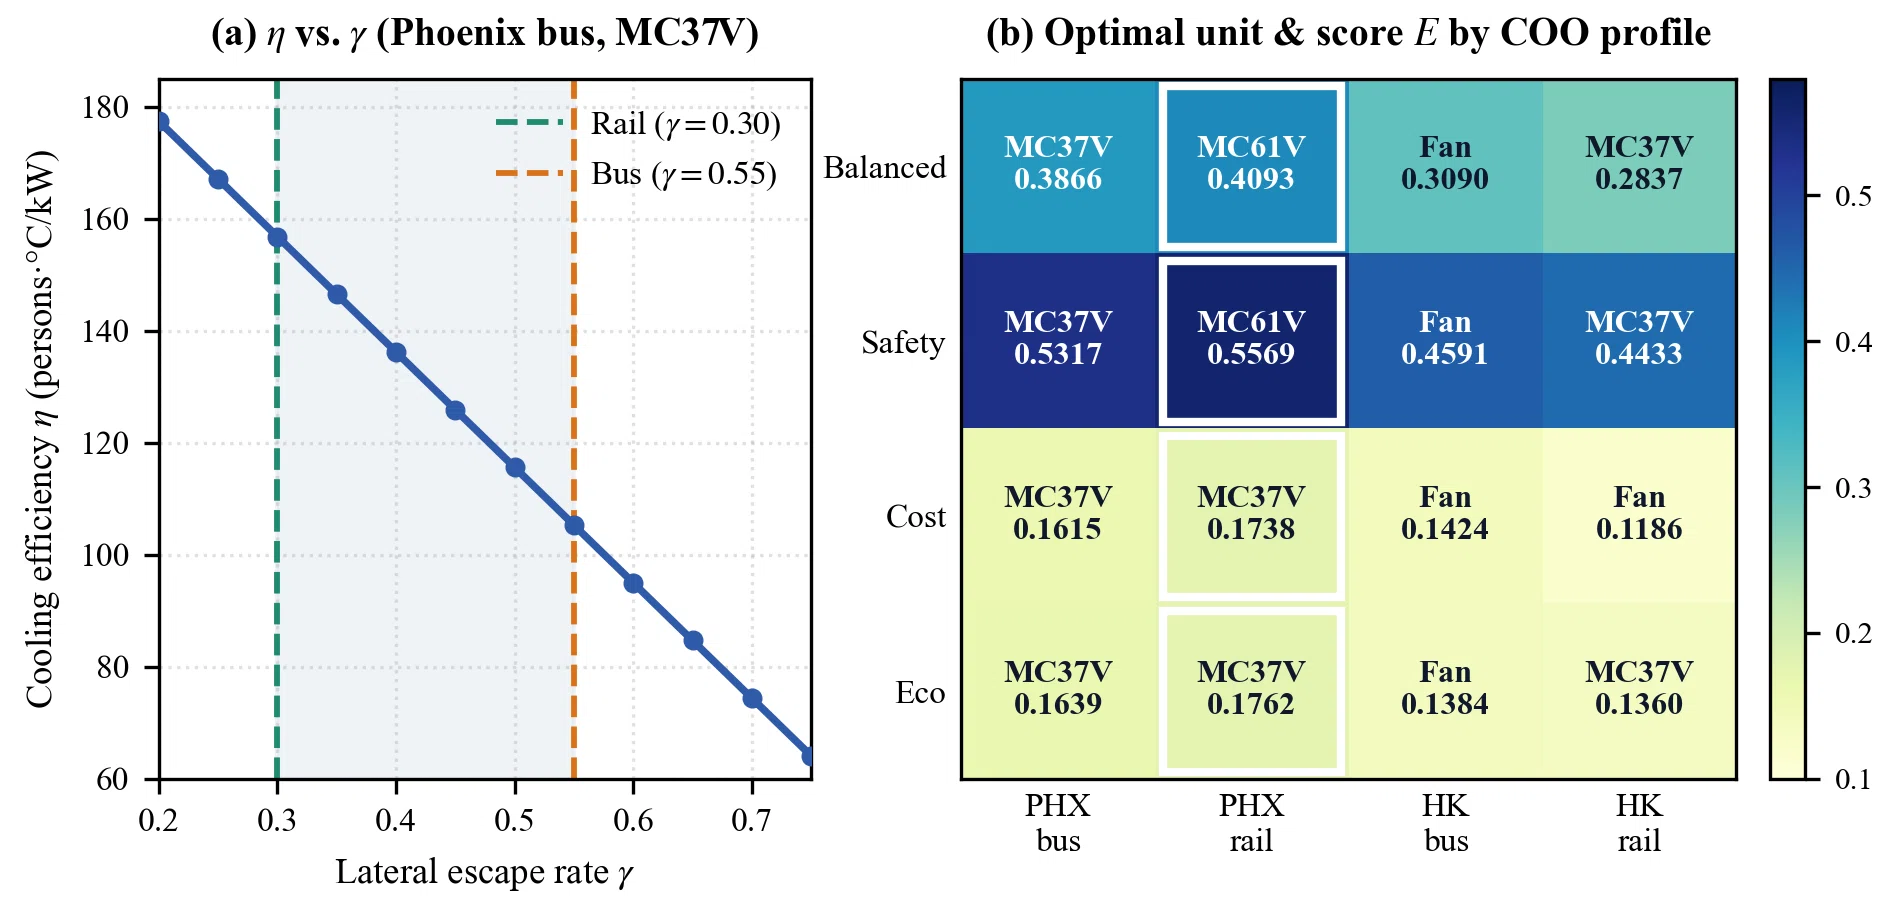 (a) η vs. γ (Phoenix bus, MC37V)
Cooling efficiency η (persons·°C/kW)
180
160
140
120
100
80
60
0.2 0.3 0.4 0.5 0.6 0.7
Lateral escape rate γ
Rail (γ = 0.30)
Bus (γ = 0.55)
(b) Optimal unit & score E by COO profile
Balanced
MC37V
0.3866
MC61V
0.4093
Fan
0.3090
MC37V
0.2837
Safety
MC37V
0.5317
MC61V
0.5569
Fan
0.4591
MC37V
0.4433
Cost
MC37V
0.1615
MC37V
0.1738
Fan
0.1424
Fan
0.1186
Eco
MC37V
0.1639
MC37V
0.1762
Fan
0.1384
MC37V
0.1360
PHX
bus
PHX
rail
HK
bus
HK
rail
0.5
0.4
0.3
0.2
0.1